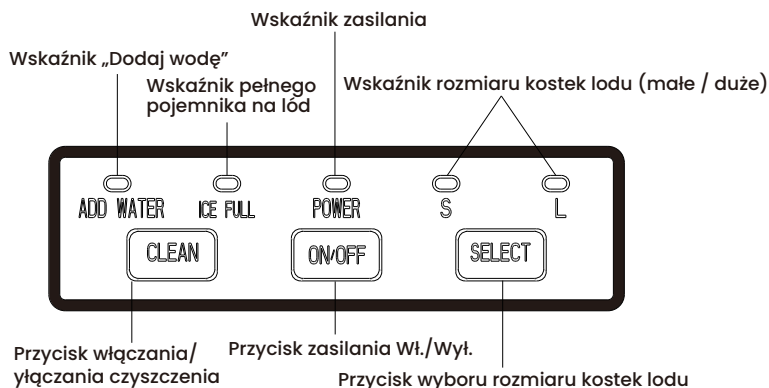 Wskaźnik zasilania
Wskaźnik „Dodaj wodę”
Wskaźnik pełnego
pojemnika na lód
Wskaźnik rozmiaru kostek lodu (małe / duże)
ADD WATER ICE FULL POWER S L
CLEAN ON/OFF SELECT
Przycisk włączania/
yłączania czyszczenia
Przycisk zasilania Wł./Wył.
Przycisk wyboru rozmiaru kostek lodu